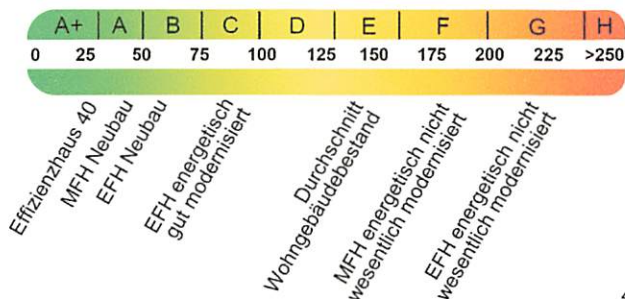 A+ A B C D E F G H
0 25 50 75 100 125 150 175 200 225 >250
Effizienzhaus 40
MFH Neubau
EFH Neubau
EFH energetisch
gut modernisiert
Durchschnitt
Wohngebäudebestand
MFH energetisch nicht
wesentlich modernisiert
EFH energetisch nicht
wesentlich modernisiert